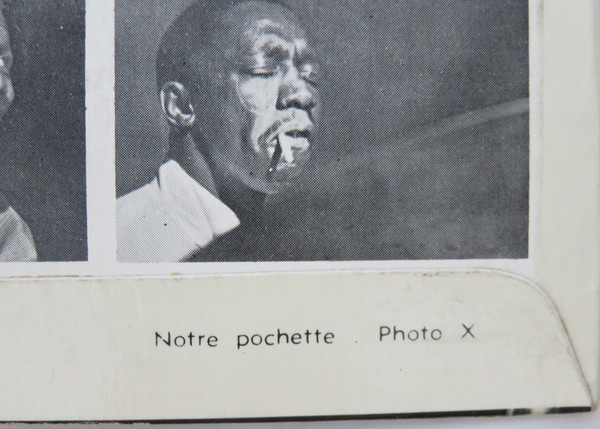 Notre pochette . Photo X